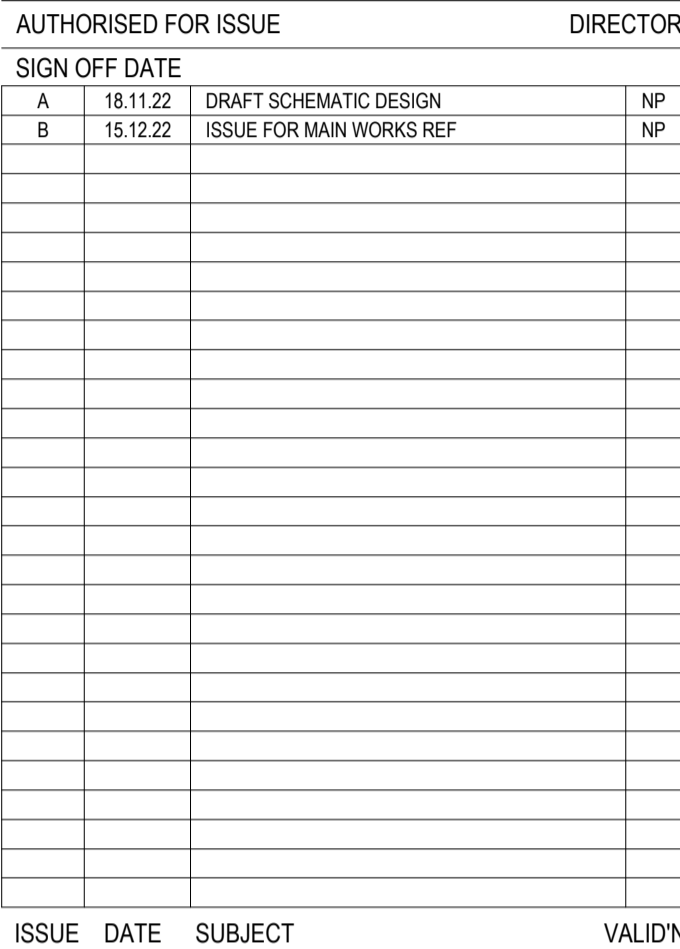 AUTHORISED FOR ISSUE DIRECTOR
SIGN OFF DATE
A 18.11.22 DRAFT SCHEMATIC DESIGN NP
B 15.12.22 ISSUE FOR MAIN WORKS REF NP
ISSUE DATE SUBJECT VALID'N